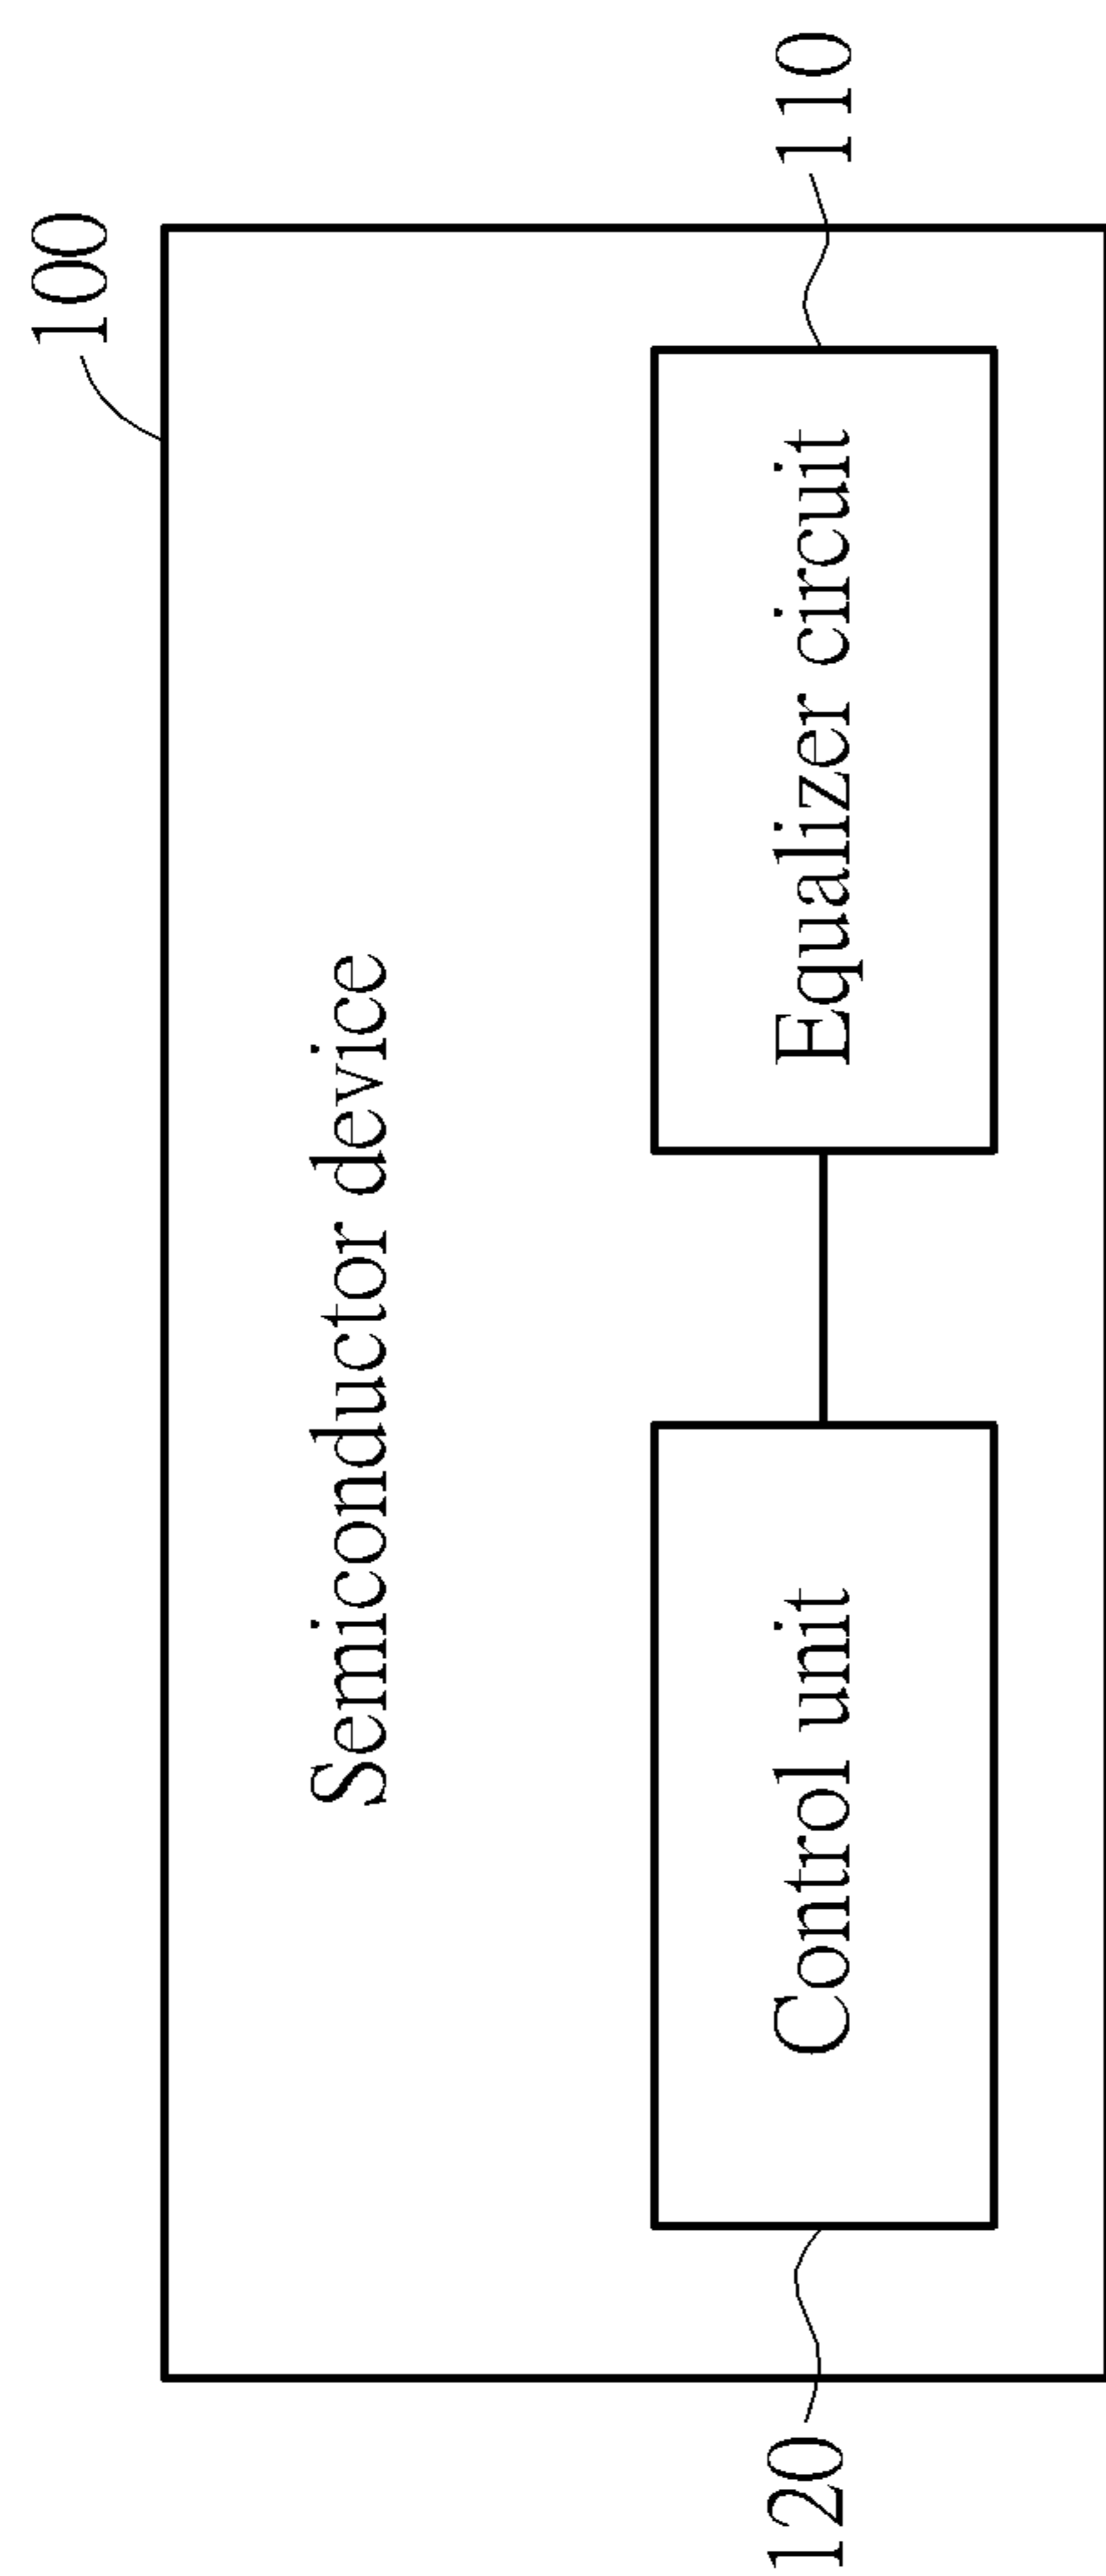 100
Semiconductor device
120
Control unit
Equalizer circuit
110